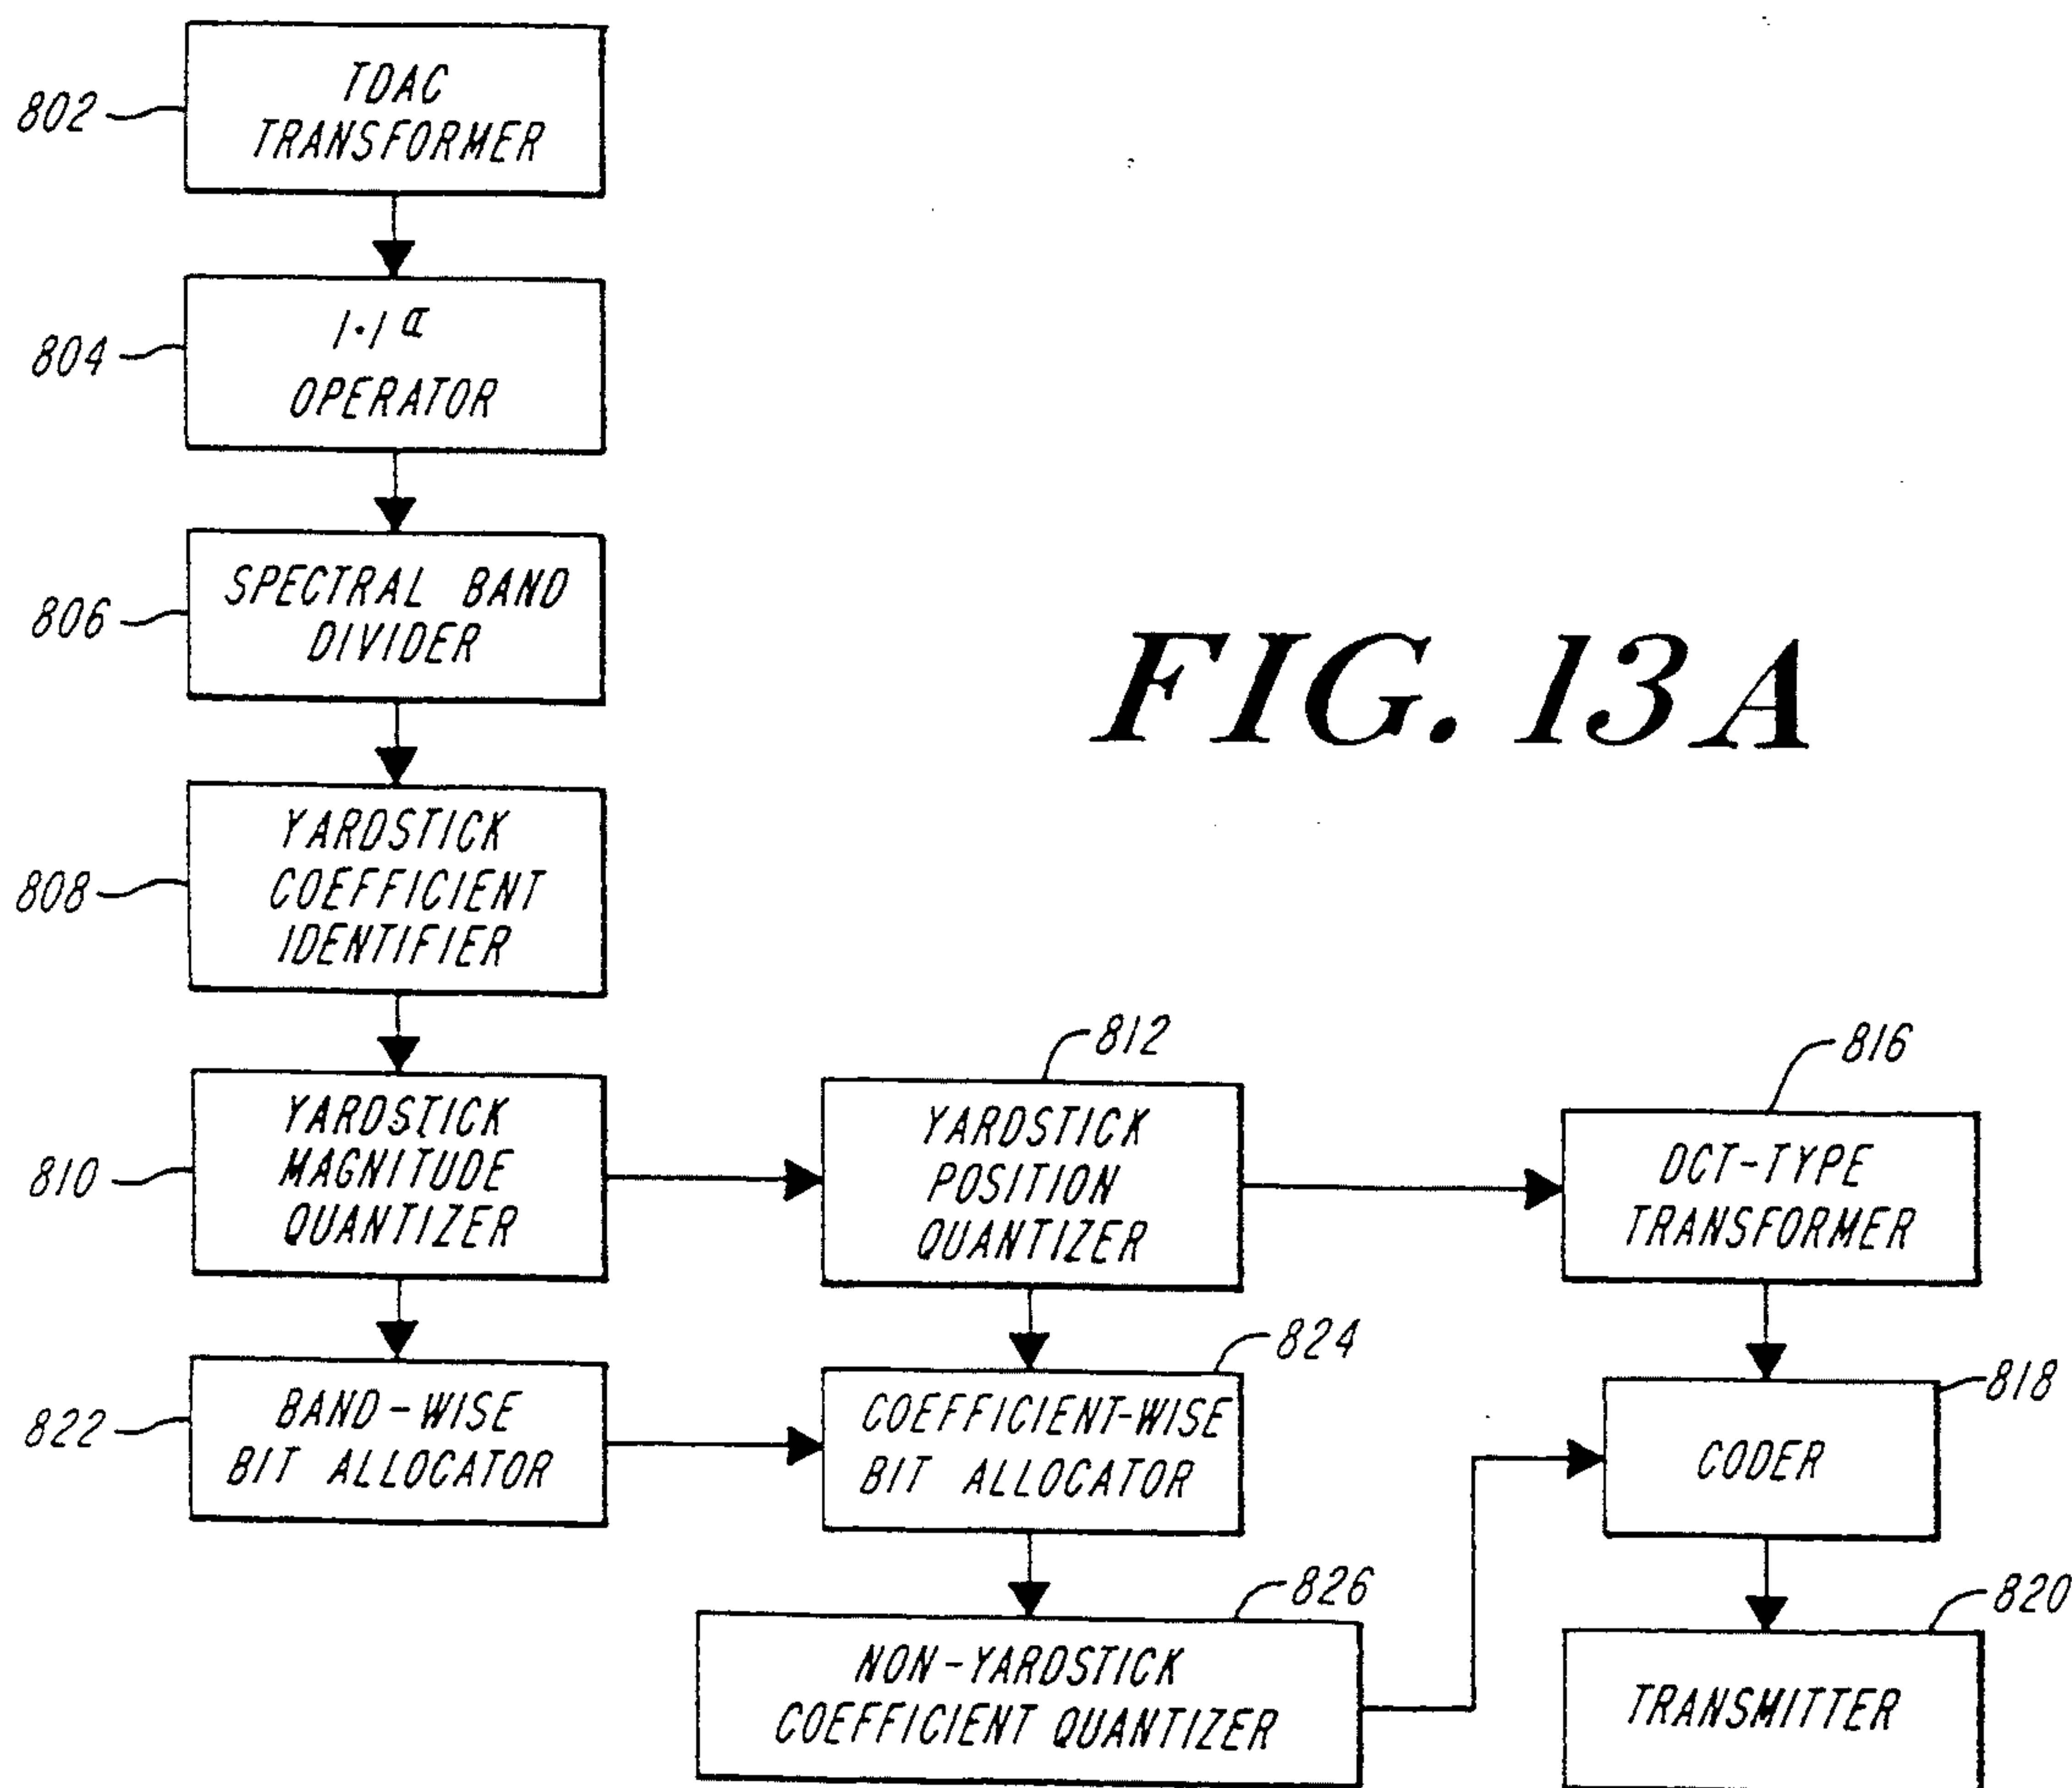 802
TDAC
TRANSFORMER
804
|·|α
OPERATOR
806
SPECTRAL BAND
DIVIDER
FIG. 13A
808
YARDSTICK
COEFFICIENT
IDENTIFIER
810
YARDSTICK
MAGNITUDE
QUANTIZER
812
YARDSTICK
POSITION
QUANTIZER
816
DCT-TYPE
TRANSFORMER
822
BAND-WISE
BIT ALLOCATOR
824
COEFFICIENT-WISE
BIT ALLOCATOR
818
CODER
826
NON-YARDSTICK
COEFFICIENT QUANTIZER
820
TRANSMITTER